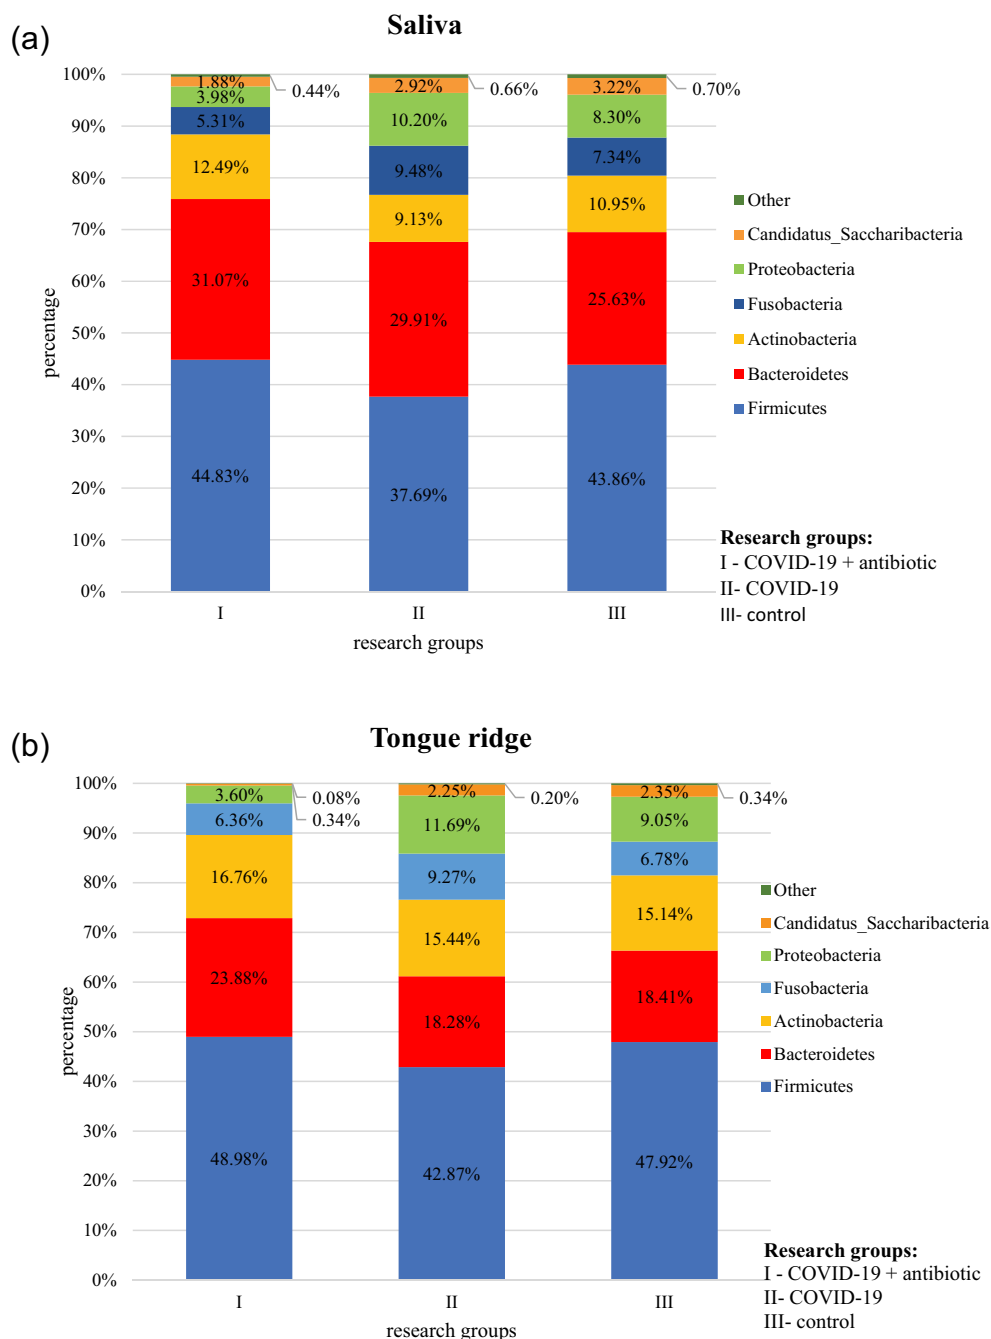 (a)
Saliva
100%
90%
80%
70%
60%
50%
40%
30%
20%
10%
0%
percentage
1.88%
0.44%
3.98%
5.31%
12.49%
31.07%
44.83%
2.92%
0.66%
10.20%
9.48%
9.13%
29.91%
37.69%
3.22%
0.70%
8.30%
7.34%
10.95%
25.63%
43.86%
I
II
III
research groups
Other
Candidatus_Saccharibacteria
Proteobacteria
Fusobacteria
Actinobacteria
Bacteroidetes
Firmicutes
Research groups:
I - COVID-19 + antibiotic
II- COVID-19
III- control
(b)
Tongue ridge
100%
90%
80%
70%
60%
50%
40%
30%
20%
10%
0%
percentage
3.60%
0.08%
0.34%
6.36%
16.76%
23.88%
48.98%
2.25%
0.20%
11.69%
9.27%
15.44%
18.28%
42.87%
2.35%
0.34%
9.05%
6.78%
15.14%
18.41%
47.92%
I
II
III
research groups
Other
Candidatus_Saccharibacteria
Proteobacteria
Fusobacteria
Actinobacteria
Bacteroidetes
Firmicutes
Research groups:
I - COVID-19 + antibiotic
II- COVID-19
III- control